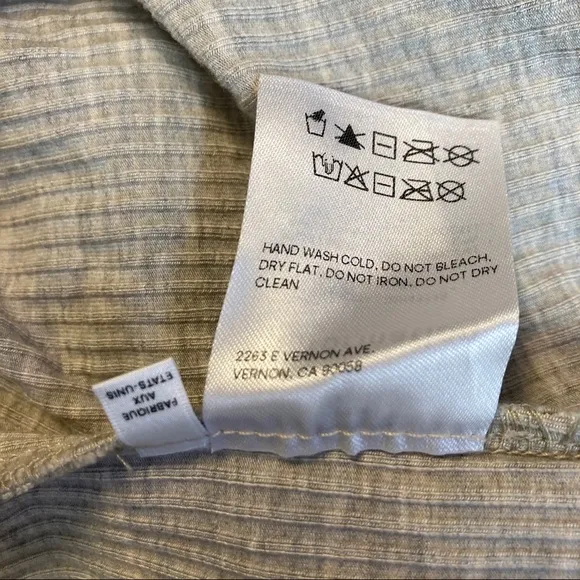 HAND WASH COLD, DO NOT BLEACH,
DRY FLAT, DO NOT IRON, DO NOT DRY
CLEAN
2263 E VERNON AVE.
VERNON, CA 90058
FABRIQUE
AUX
ETATS-UNIS